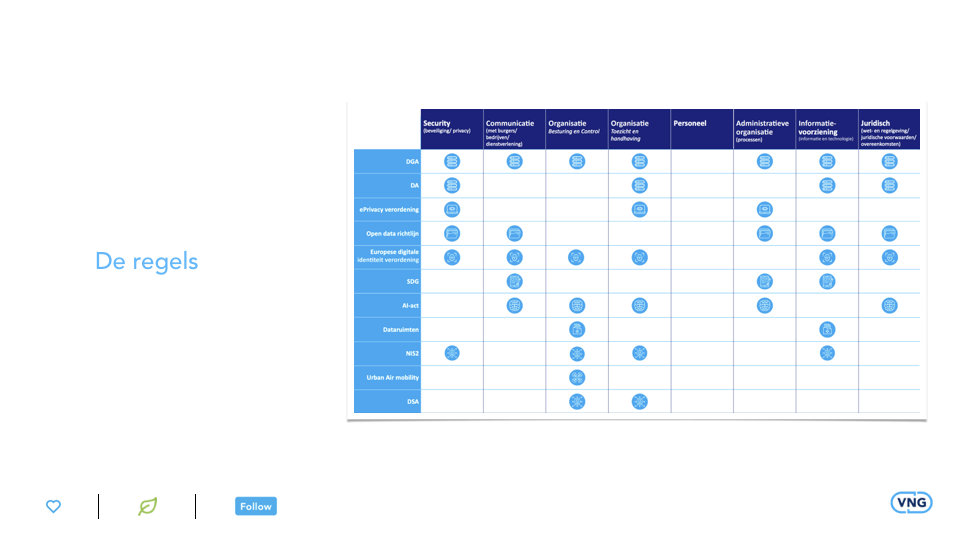 De regels
Security
(beveiliging/ privacy)
Communicatie
(met burgers/
bedrijven/
dienstverlening)
Organisatie
Besturing en Control
Organisatie
Toezicht en
handhaving
Personeel
Administratieve
organisatie
(processen)
Informatie-
voorziening
(informatie en technologie)
Juridisch
(wet- en regelgeving/
juridische voorwaarden/
overeenkomsten)
DGA
DA
ePrivacy verordening
Open data richtlijn
Europese digitale
identiteit verordening
SDG
AI-act
Dataruimten
NIS2
Urban Air mobility
DSA
Follow
VNG